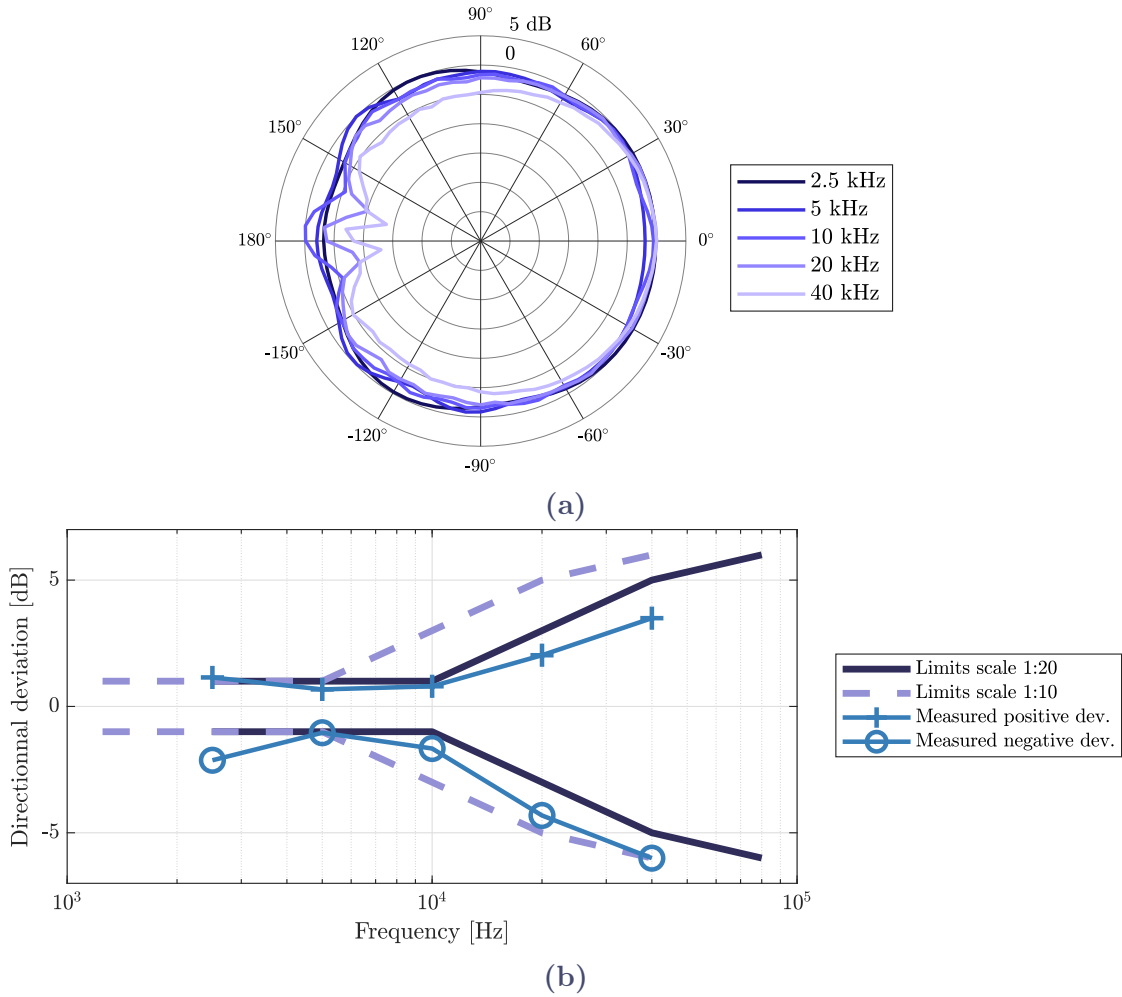 90°
5 dB
120°
60°
0
150°
30°
180°
0°
-150°
-30°
-120°
-60°
-90°
2.5 kHz
5 kHz
10 kHz
20 kHz
40 kHz
(a)
Directionnal deviation [dB]
5
0
-5
10³
10⁴
10⁵
Frequency [Hz]
Limits scale 1:20
Limits scale 1:10
Measured positive dev.
Measured negative dev.
(b)